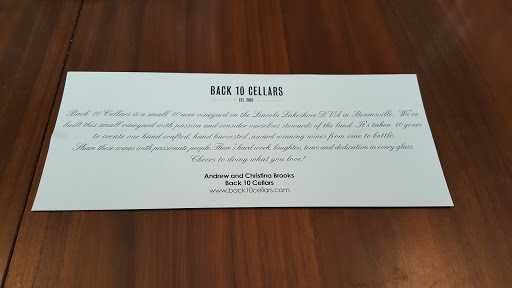 BACK 10 CELLARS
EST. 2002
Back 10 Cellars is a small 10 acre vineyard on the Lincoln Lakeshore DVA in Beamsville. We've
built this small vineyard with passion and consider ourselves stewards of the land. It's taken 10 years
to create our hand crafted, hand harvested, award winning wines from vine to bottle.
Share these wines with passionate people. There's hard work, laughter, tears and dedication in every glass.
Cheers to doing what you love!
Andrew and Christina Brooks
Back 10 Cellars
www.back10cellars.com